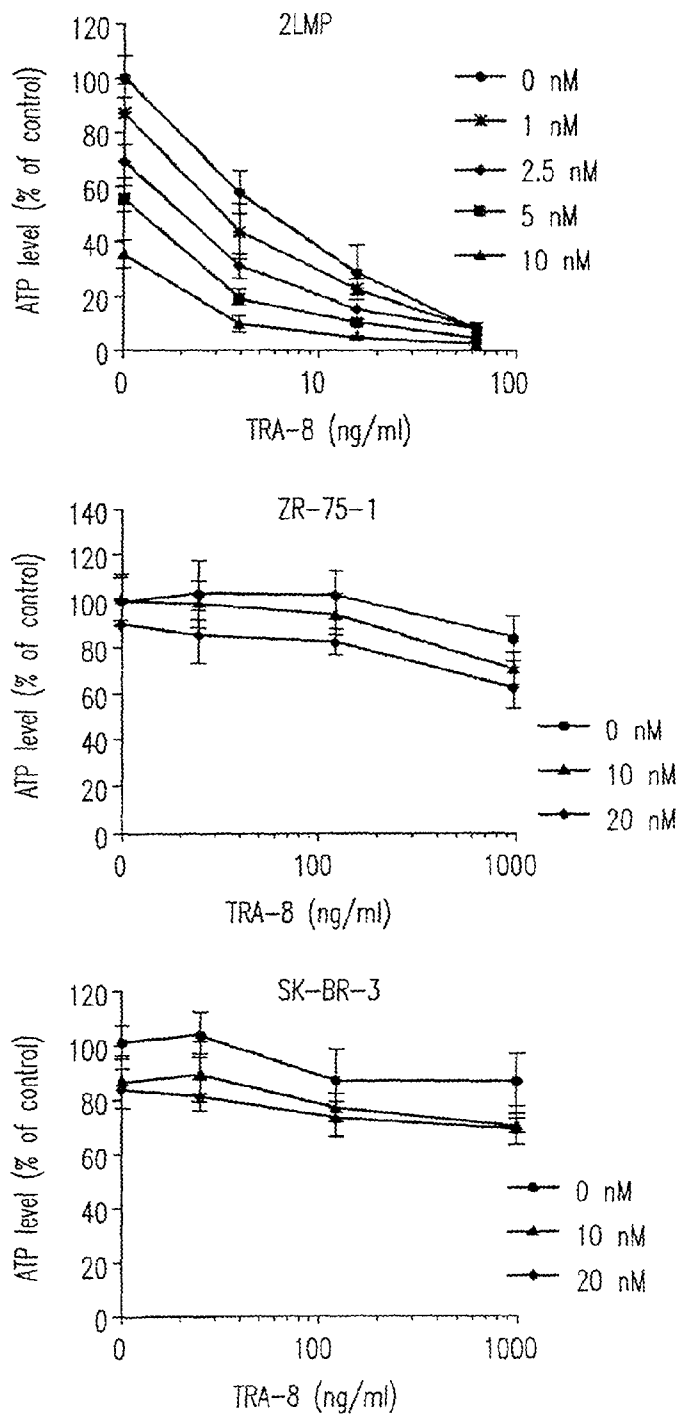 2LMP
ATP level (% of control)
120
100
80
60
40
20
0
0 10 100
TRA-8 (ng/ml)
0 nM
1 nM
2.5 nM
5 nM
10 nM
ZR-75-1
ATP level (% of control)
140
120
100
80
60
40
20
0
0 100 1000
TRA-8 (ng/ml)
0 nM
10 nM
20 nM
SK-BR-3
ATP level (% of control)
120
100
80
60
40
20
0
0 100 1000
TRA-8 (ng/ml)
0 nM
10 nM
20 nM